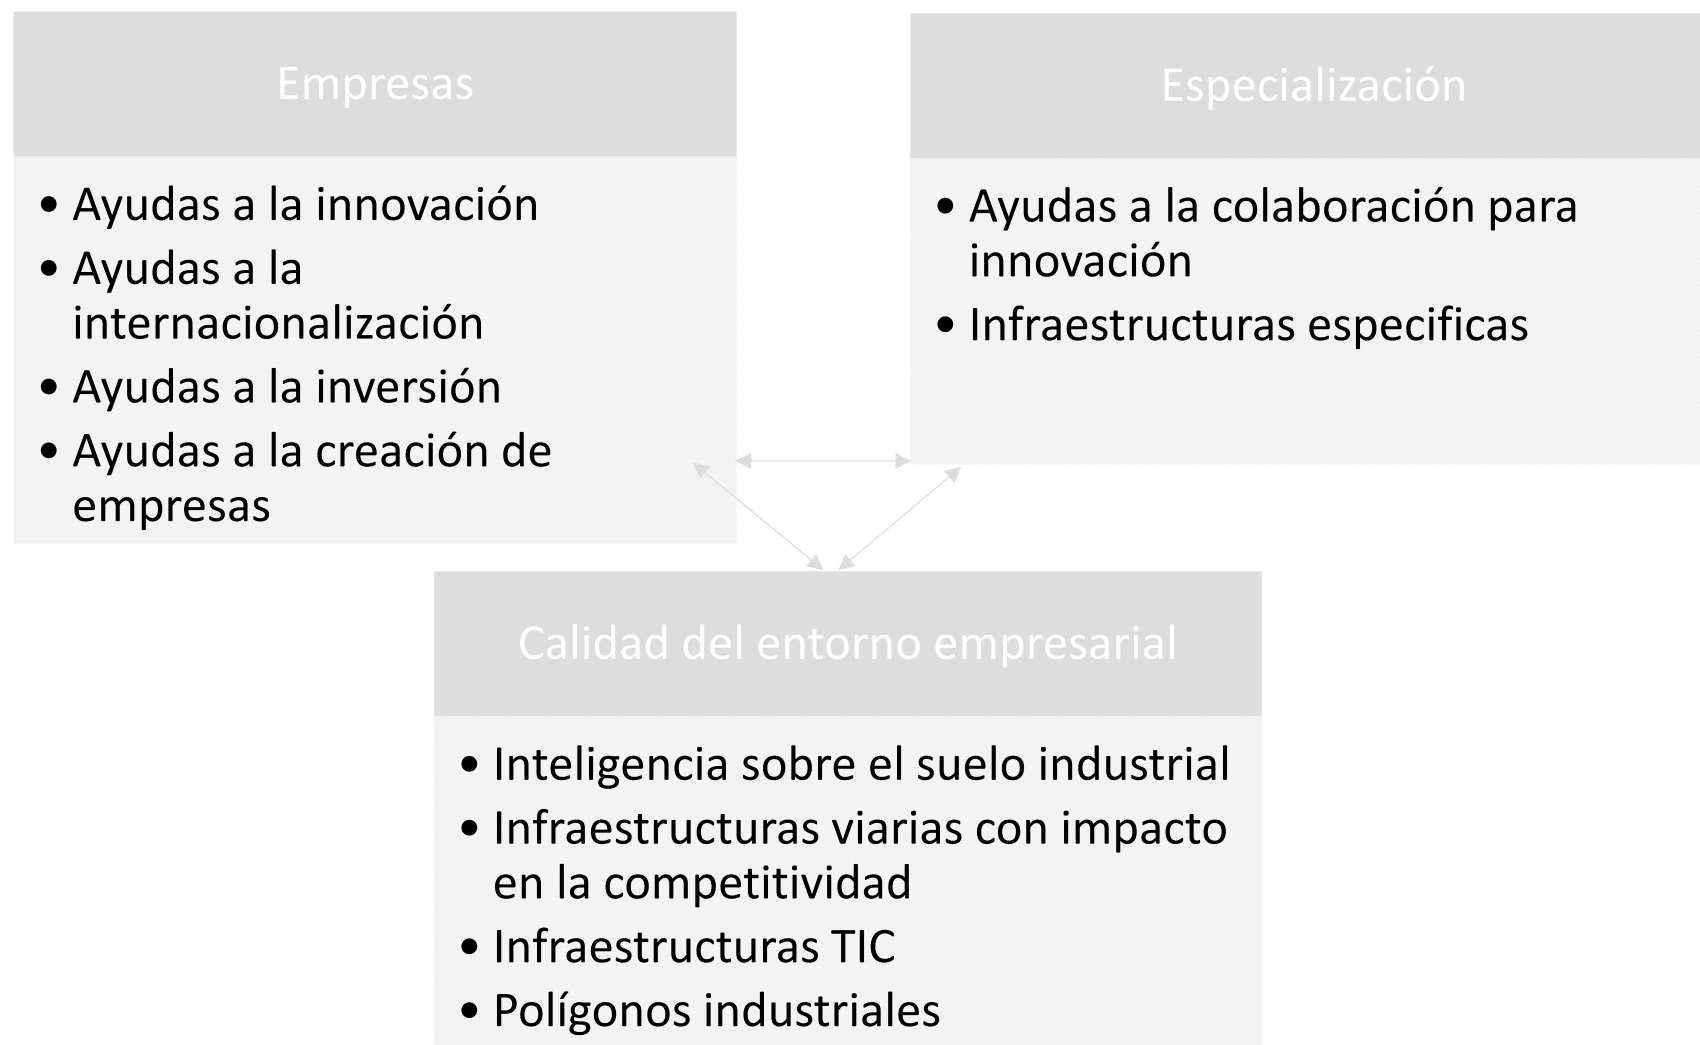 Empresas
• Ayudas a la innovación
• Ayudas a la
internacionalización
• Ayudas a la inversión
• Ayudas a la creación de
empresas
Especialización
• Ayudas a la colaboración para
innovación
• Infraestructuras especificas
Calidad del entorno empresarial
• Inteligencia sobre el suelo industrial
• Infraestructuras viarias con impacto
en la competitividad
• Infraestructuras TIC
• Polígonos industriales